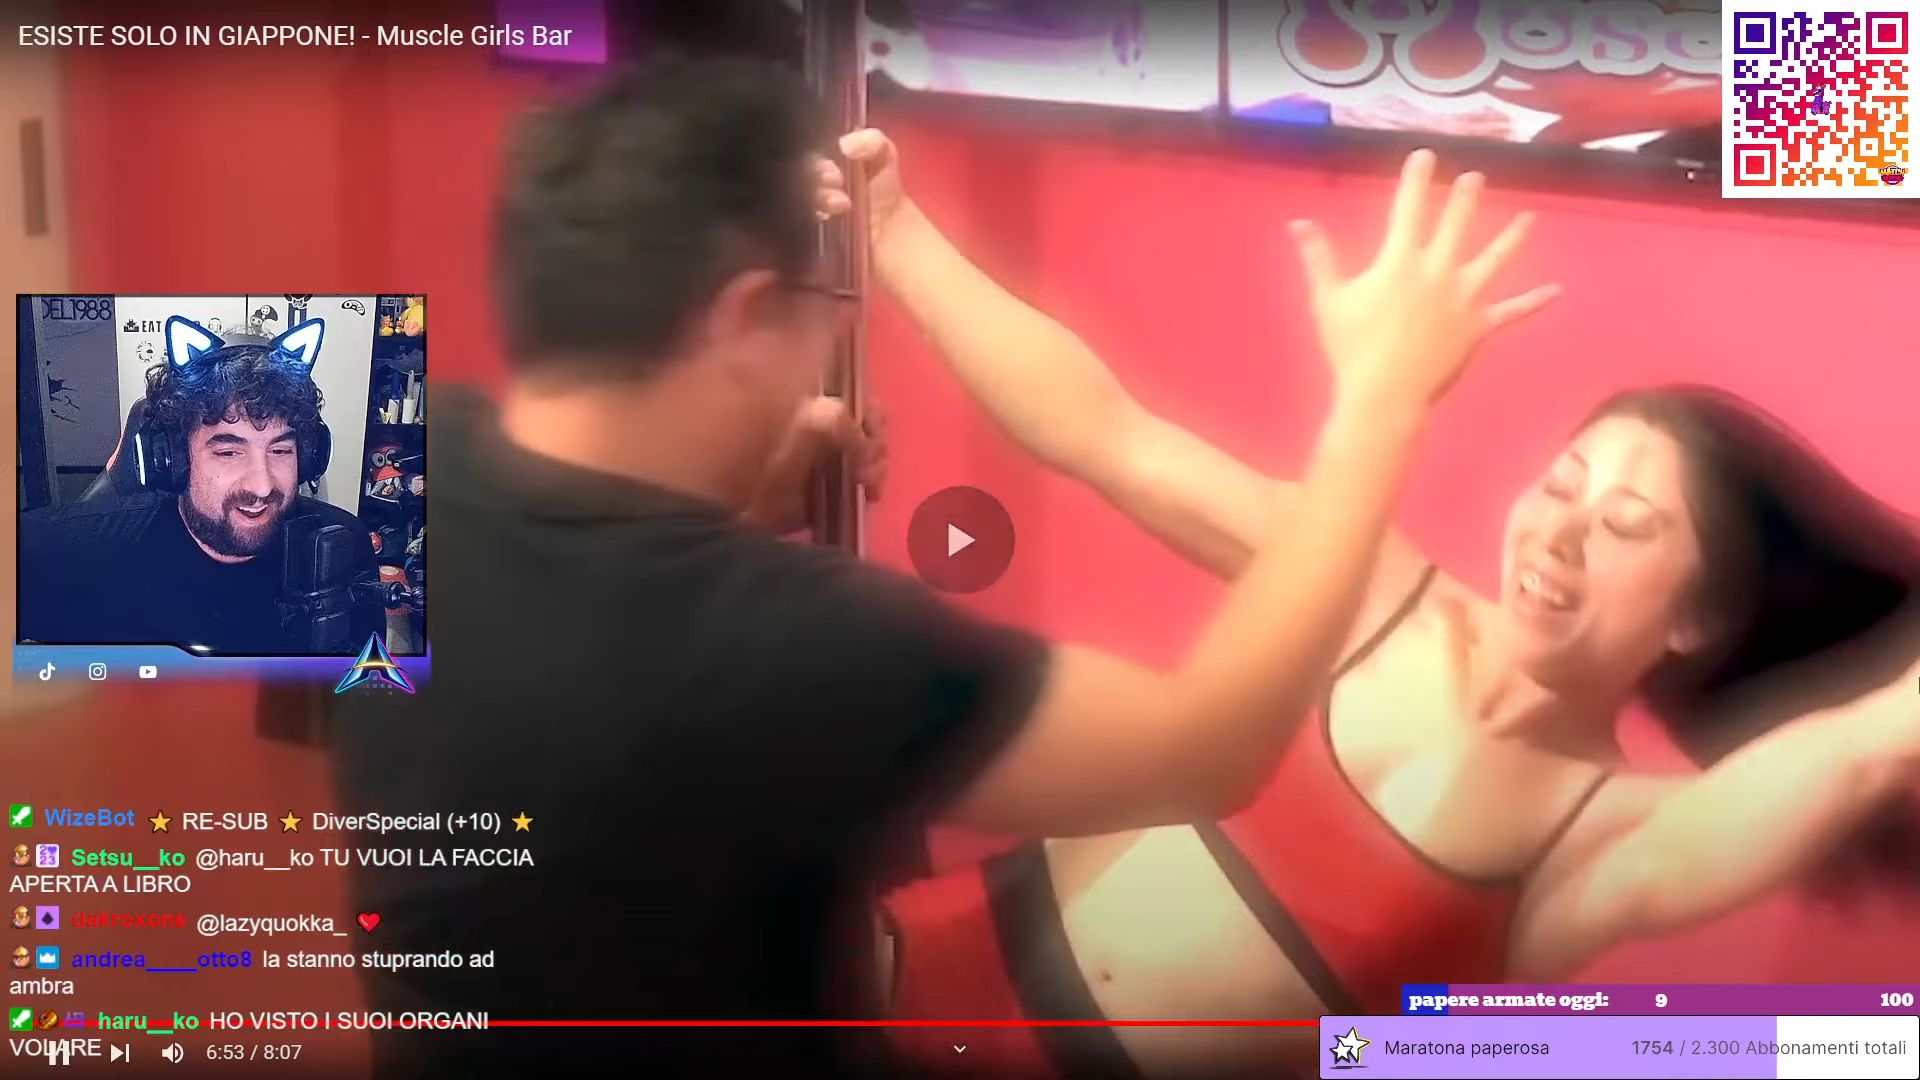 ESISTE SOLO IN GIAPPONE! - Muscle Girls Bar
DEL1988
EAT
WizeBot ⭐ RE-SUB ⭐ DiverSpecial (+10) ⭐
Setsu__ko @haru__ko TU VUOI LA FACCIA
APERTA A LIBRO
dakroxone @lazyquokka_ ❤️
andrea____otto8 la stanno stuprando ad
ambra
haru__ko HO VISTO I SUOI ORGANI
VOLARE
6:53 / 8:07
papere armate oggi: 9 100
Maratona paperosa 1754 / 2.300 Abbonamenti totali